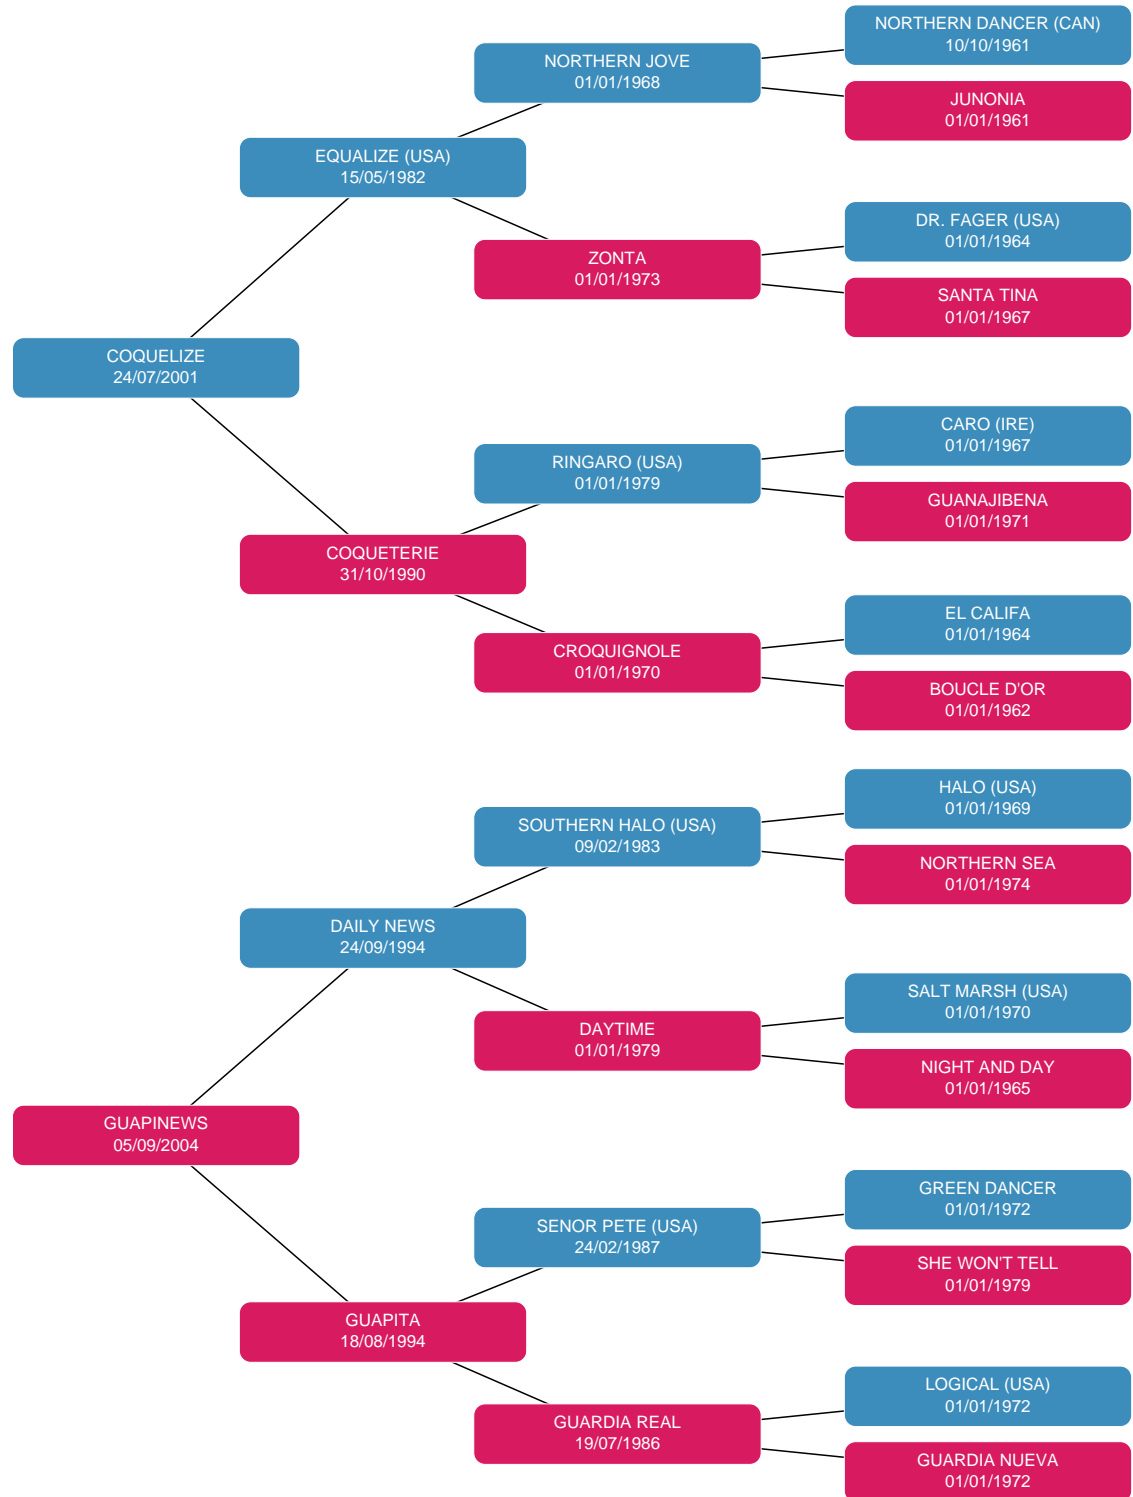 NORTHERN DANCER (CAN)
10/10/1961
NORTHERN JOVE
01/01/1968
JUNONIA
01/01/1961
EQUALIZE (USA)
15/05/1982
DR. FAGER (USA)
01/01/1964
ZONTA
01/01/1973
SANTA TINA
01/01/1967
COQUELIZE
24/07/2001
CARO (IRE)
01/01/1967
RINGARO (USA)
01/01/1979
GUANAJIBENA
01/01/1971
COQUETERIE
31/10/1990
EL CALIFA
01/01/1964
CROQUIGNOLE
01/01/1970
BOUCLE D'OR
01/01/1962
HALO (USA)
01/01/1969
SOUTHERN HALO (USA)
09/02/1983
NORTHERN SEA
01/01/1974
DAILY NEWS
24/09/1994
SALT MARSH (USA)
01/01/1970
DAYTIME
01/01/1979
NIGHT AND DAY
01/01/1965
GUAPINEWS
05/09/2004
GREEN DANCER
01/01/1972
SENOR PETE (USA)
24/02/1987
SHE WON'T TELL
01/01/1979
GUAPITA
18/08/1994
LOGICAL (USA)
01/01/1972
GUARDIA REAL
19/07/1986
GUARDIA NUEVA
01/01/1972